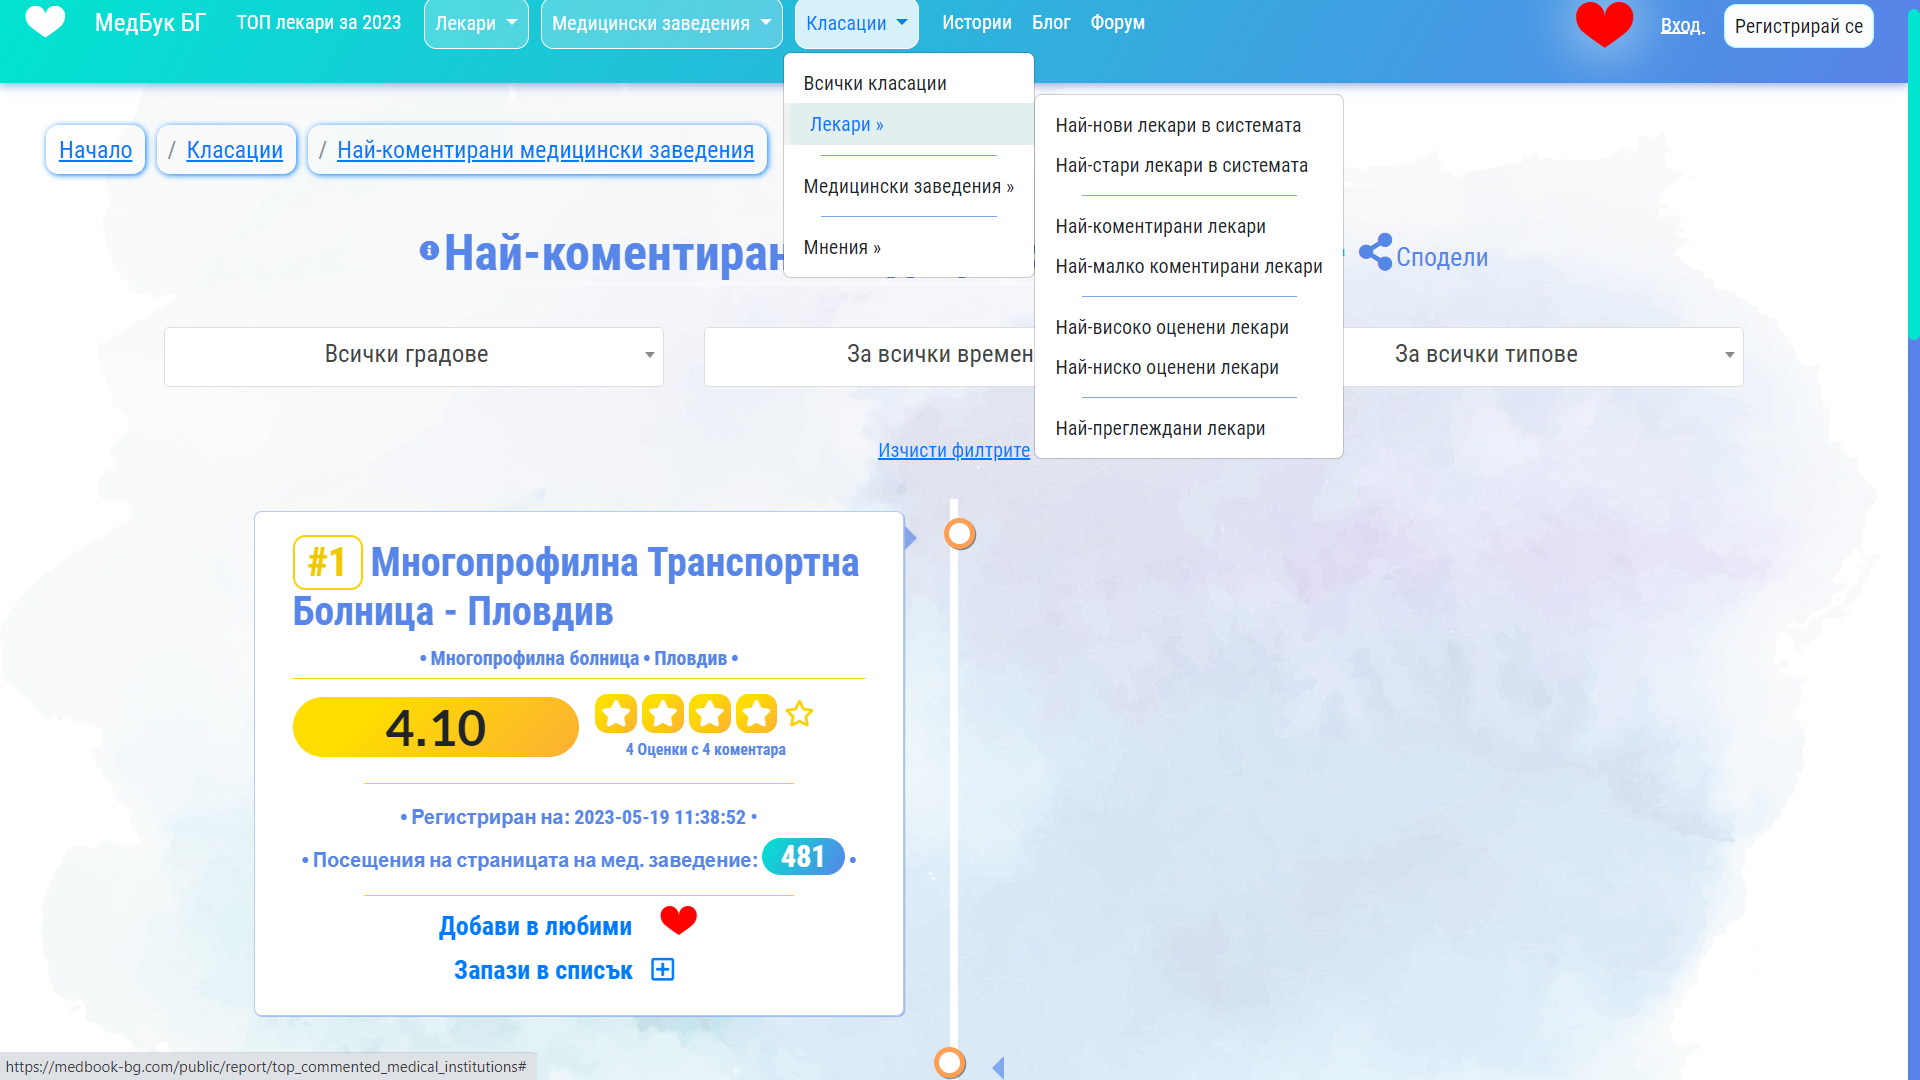 МедБук БГ
ТОП лекари за 2023
Лекари
Медицински заведения
Класации
Истории
Блог
Форум
Вход
Регистрирай се
Всички класации
Лекари »
Медицински заведения »
Мнения »
Най-нови лекари в системата
Най-стари лекари в системата
Най-коментирани лекари
Най-малко коментирани лекари
Най-високо оценени лекари
Най-ниско оценени лекари
Най-преглеждани лекари
Начало
/ Класации
/ Най-коментирани медицински заведения
Най-коментиран
Сподели
Всички градове
За всички времен
За всички типове
Изчисти филтрите
#1 Многопрофилна Транспортна
Болница - Пловдив
• Многопрофилна болница • Пловдив •
4.10
4 Оценки с 4 коментара
• Регистриран на: 2023-05-19 11:38:52 •
• Посещения на страницата на мед. заведение: 481 •
Добави в любими
Запази в списък
https://medbook-bg.com/public/report/top_commented_medical_institutions#